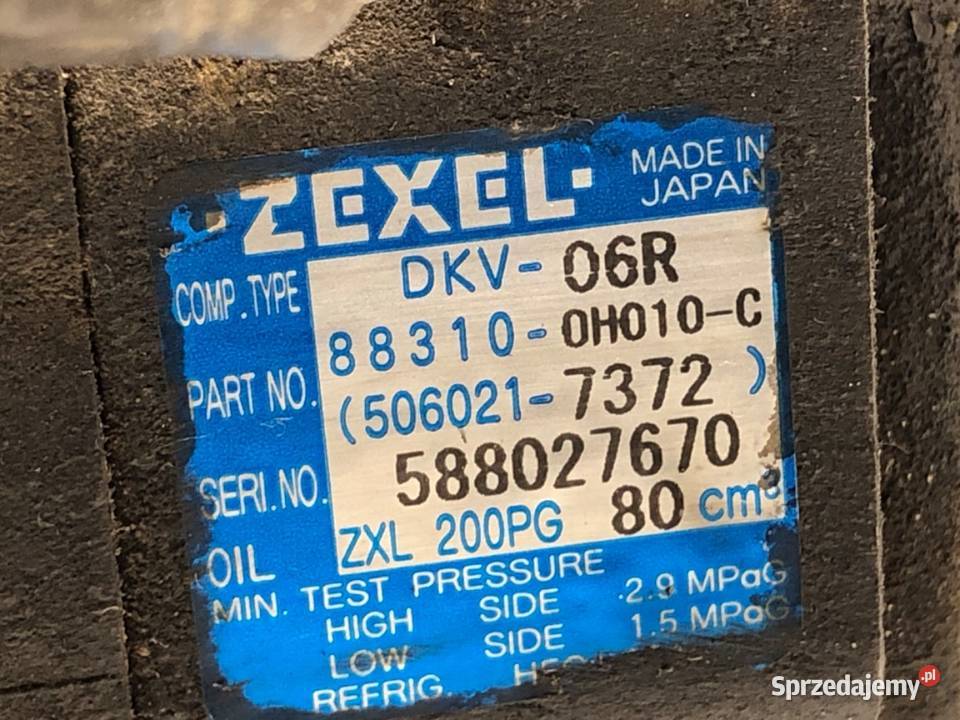 ZEXEL
MADE IN
JAPAN
COMP. TYPE DKV-06R
PART NO. 88310-0H010-C
(506021-7372)
SERI.NO. 588027670
OIL ZXL 200PG 80 cm³
MIN. TEST PRESSURE
HIGH SIDE 2.9 MPaG
LOW SIDE 1.5 MPaG
REFRIG.
Sprzedajemy.pl